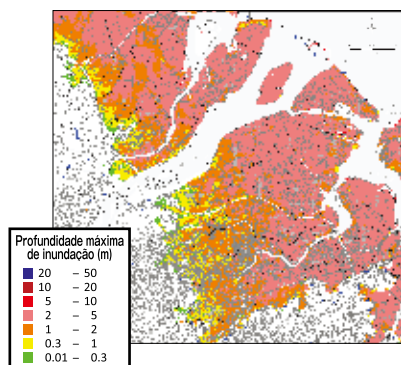 Profundidade máxima
de inundação (m)
20 – 50
10 – 20
5 – 10
2 – 5
1 – 2
0.3 – 1
0.01 – 0.3